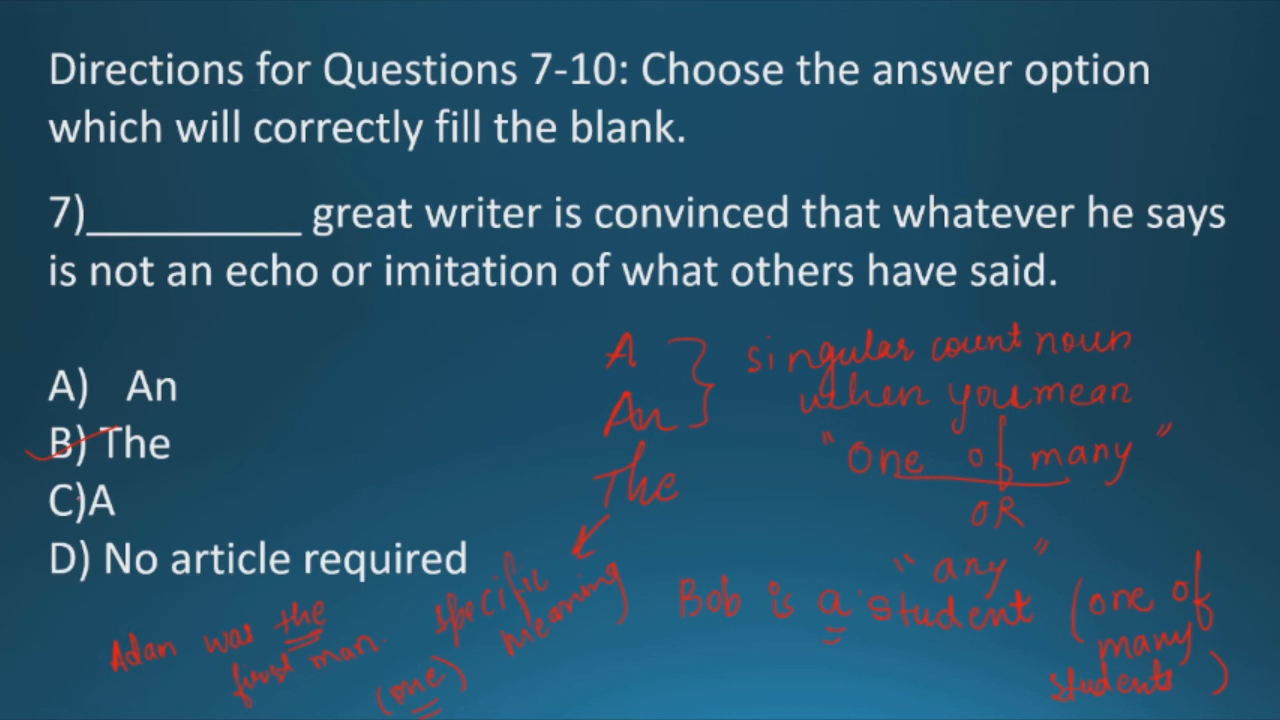 Directions for Questions 7-10: Choose the answer option
which will correctly fill the blank.
7)__________ great writer is convinced that whatever he says
is not an echo or imitation of what others have said.
A) An
B) The
C)A
D) No article required
A
An
The
singular count noun
when you mean
"One of many"
OR
"any"
Bob is a student (one of
many
students)
specific
meaning)
(one)
Adam was the
first man.